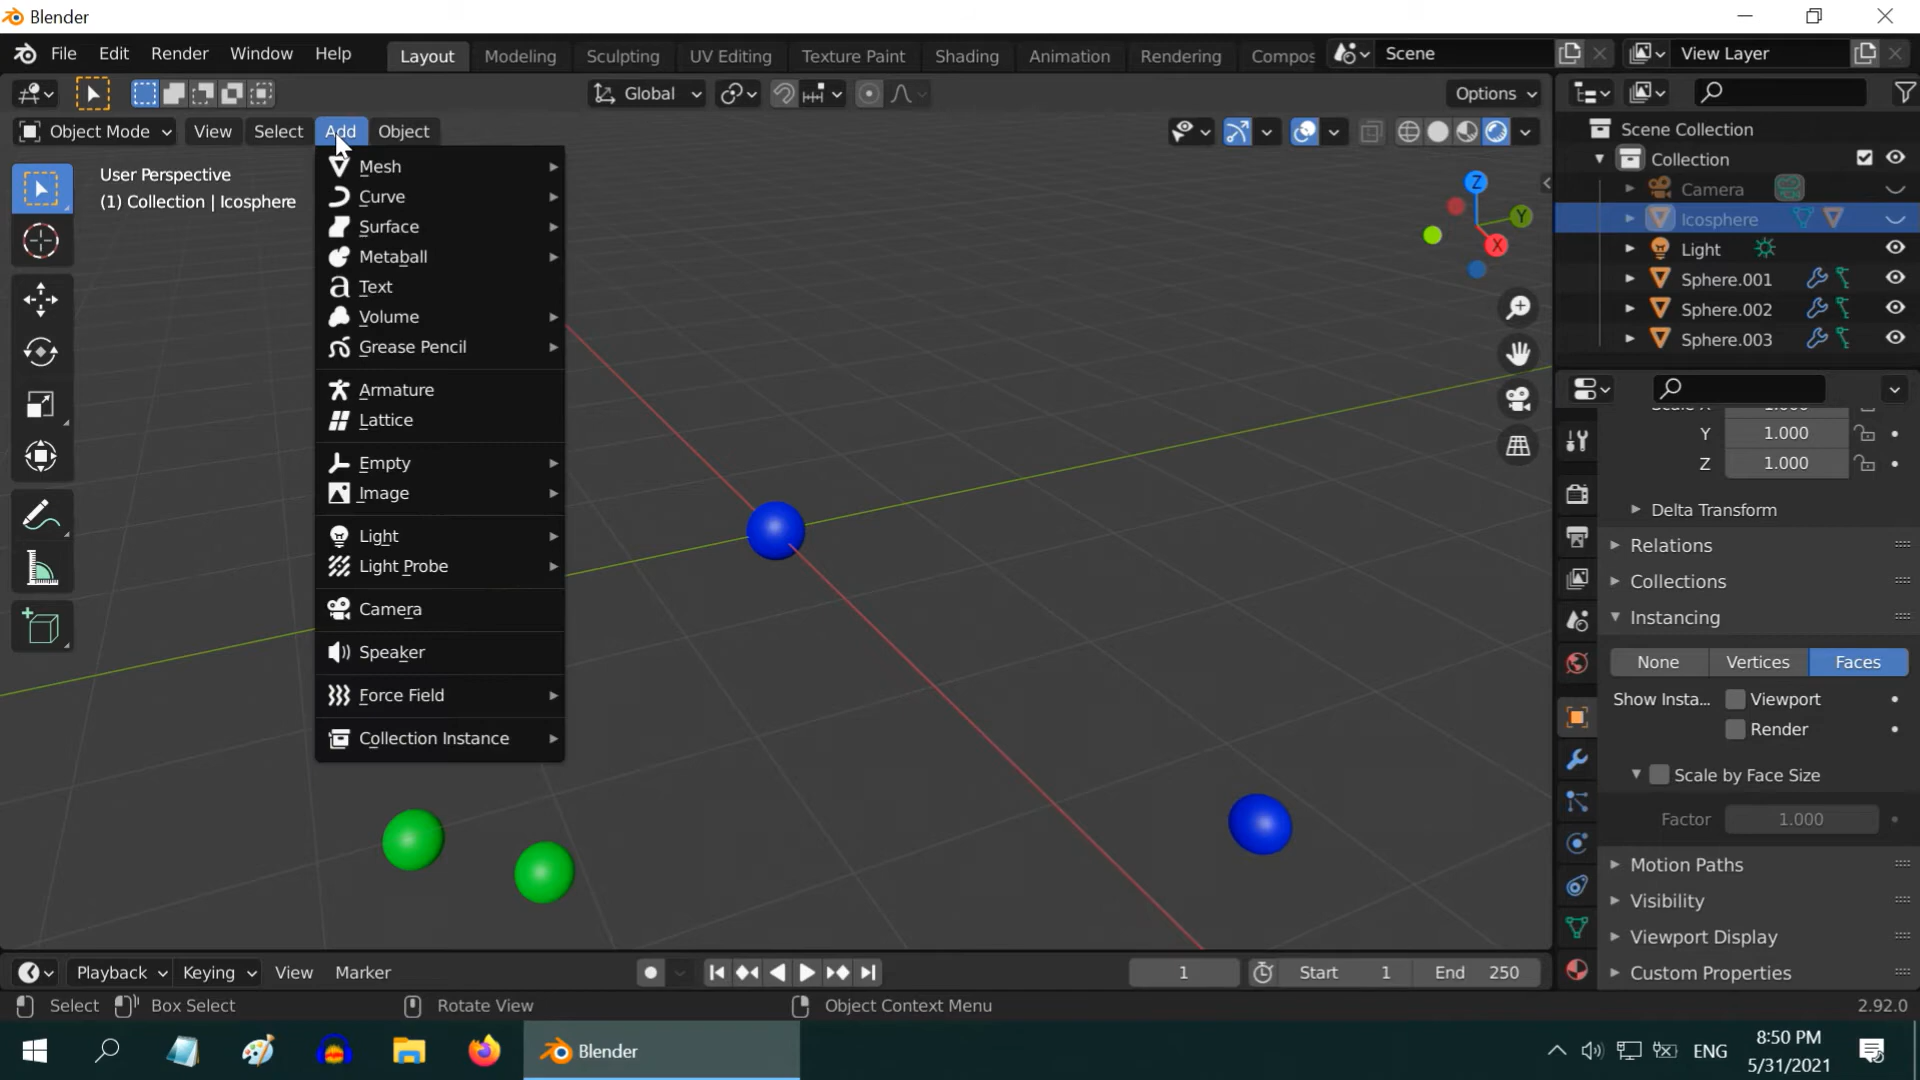 Blender
File Edit Render Window Help Layout Modeling Sculpting UV Editing Texture Paint Shading Animation Rendering Compos Scene View Layer
Global Options
Object Mode View Select Add Object
User Perspective
(1) Collection | Icosphere
Mesh
Curve
Surface
Metaball
Text
Volume
Grease Pencil
Armature
Lattice
Empty
Image
Light
Light Probe
Camera
Speaker
Force Field
Collection Instance
Z
Y
X
Scene Collection
Collection
Camera
Icosphere
Light
Sphere.001
Sphere.002
Sphere.003
Y 1.000
Z 1.000
Delta Transform
Relations
Collections
Instancing
None Vertices Faces
Show Insta... Viewport
Render
Scale by Face Size
Factor 1.000
Motion Paths
Visibility
Viewport Display
Custom Properties
Playback Keying View Marker 1 Start 1 End 250
Select Box Select Rotate View Object Context Menu 2.92.0
Blender ENG 8:50 PM
5/31/2021